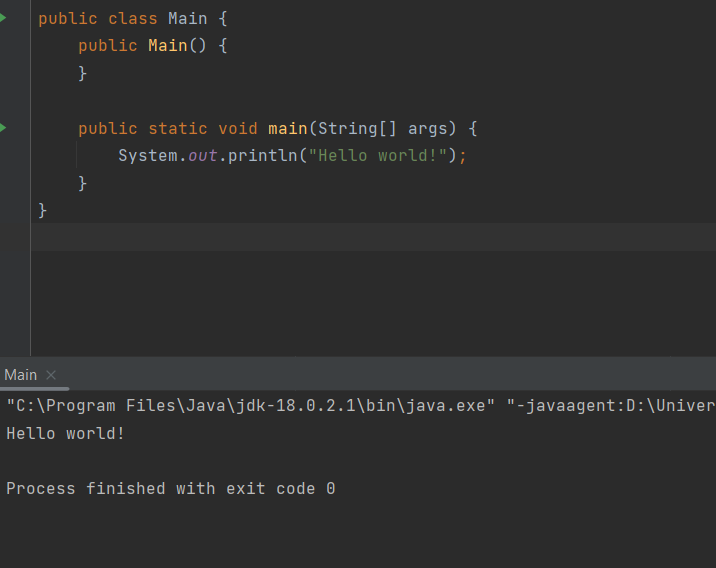 public class Main {
    public Main() {
    }

    public static void main(String[] args) {
        System.out.println("Hello world!");
    }
}
Main
"C:\Program Files\Java\jdk-18.0.2.1\bin\java.exe" "-javaagent:D:\Univer
Hello world!

Process finished with exit code 0